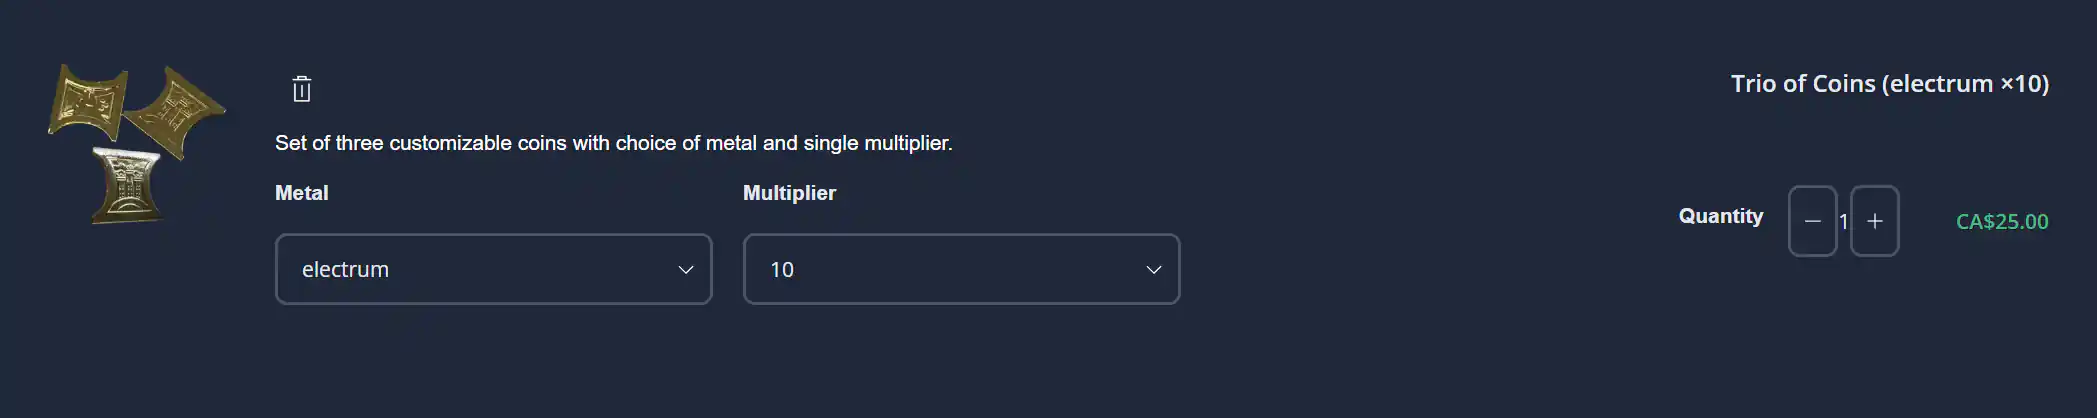 Trio of Coins (electrum ×10)
Set of three customizable coins with choice of metal and single multiplier.
Metal
Multiplier
electrum
10
Quantity
1
CA$25.00